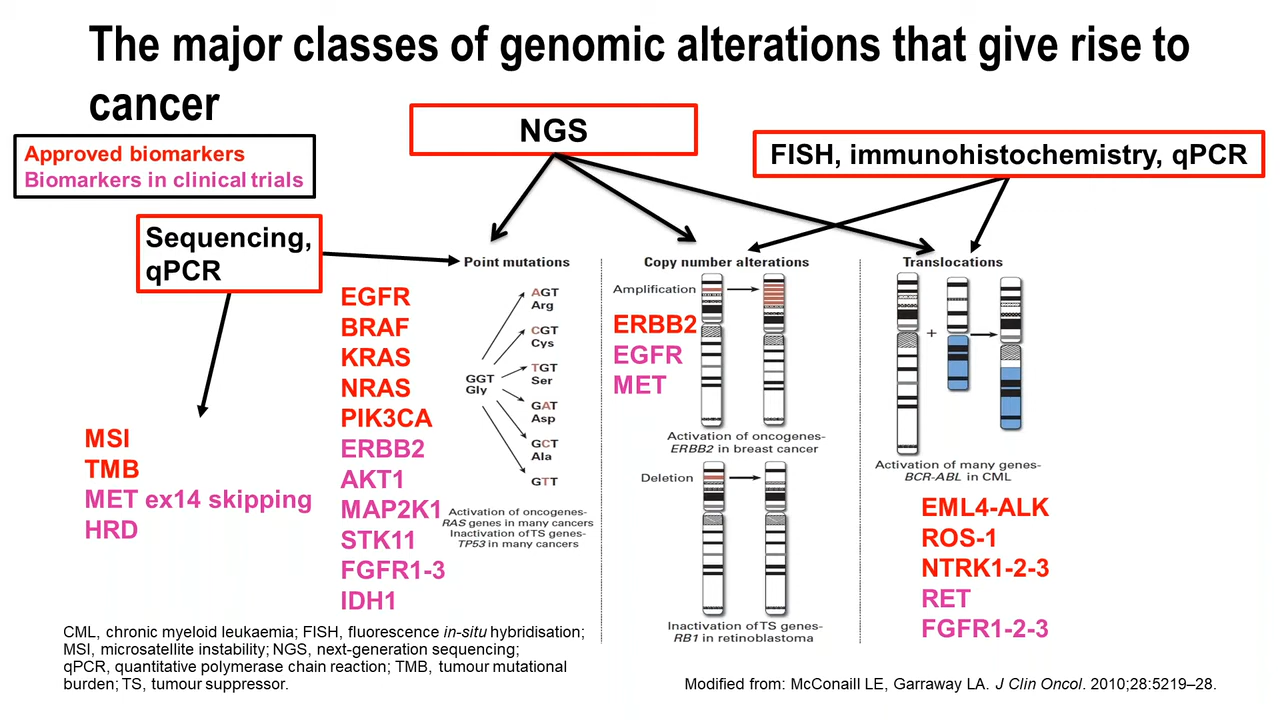 The major classes of genomic alterations that give rise to
cancer
Approved biomarkers
Biomarkers in clinical trials
NGS
FISH, immunohistochemistry, qPCR
Sequencing,
qPCR
MSI
TMB
MET ex14 skipping
HRD
Point mutations
EGFR
BRAF
KRAS
NRAS
PIK3CA
ERBB2
AKT1
MAP2K1
STK11
FGFR1-3
IDH1
GGT
Gly
AGT
Arg
CGT
Cys
TGT
Ser
GAT
Asp
GCT
Ala
GTT
Activation of oncogenes-
RAS genes in many cancers
Inactivation of TS genes-
TP53 in many cancers
Copy number alterations
Amplification
ERBB2
EGFR
MET
Activation of oncogenes-
ERBB2 in breast cancer
Deletion
Inactivation of TS genes-
RB1 in retinoblastoma
Translocations
+
Activation of many genes-
BCR-ABL in CML
EML4-ALK
ROS-1
NTRK1-2-3
RET
FGFR1-2-3
CML, chronic myeloid leukaemia; FISH, fluorescence in-situ hybridisation;
MSI, microsatellite instability; NGS, next-generation sequencing;
qPCR, quantitative polymerase chain reaction; TMB, tumour mutational
burden; TS, tumour suppressor.
Modified from: McConaill LE, Garraway LA. J Clin Oncol. 2010;28:5219–28.